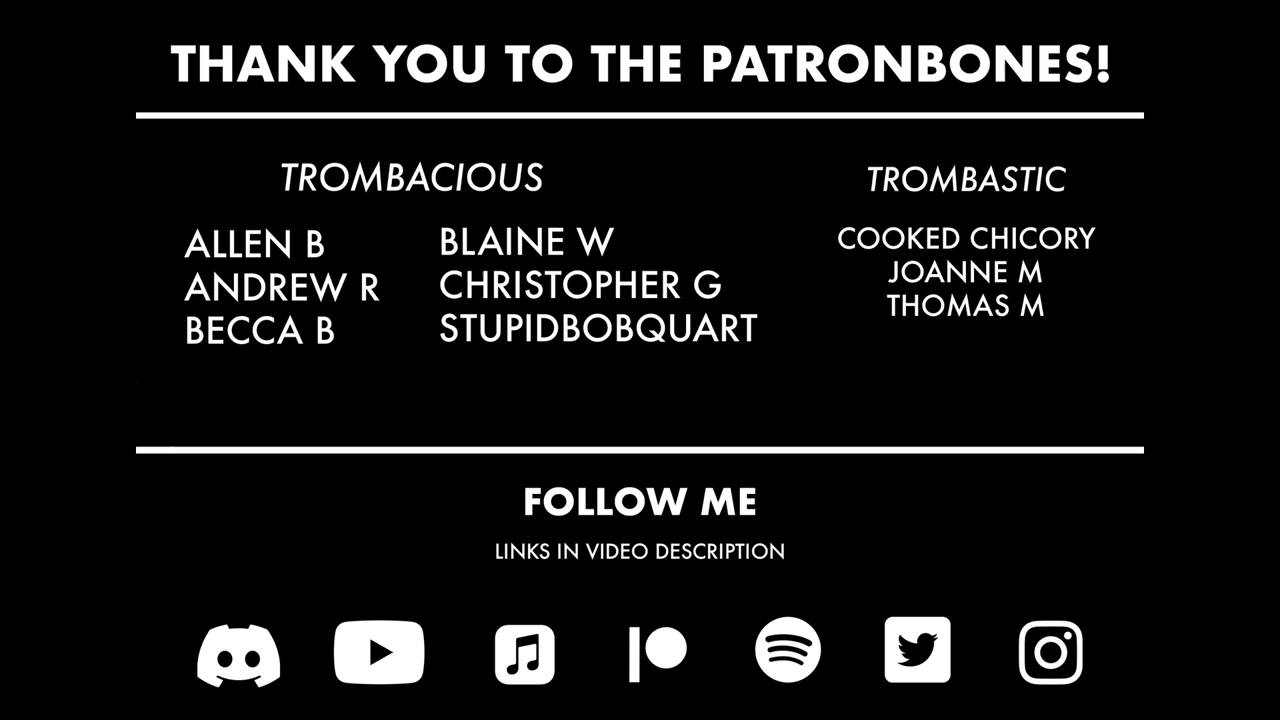 THANK YOU TO THE PATRONBONES!
TROMBACIOUS
ALLEN B
ANDREW R
BECCA B
BLAINE W
CHRISTOPHER G
STUPIDBOBQUART
TROMBASTIC
COOKED CHICORY
JOANNE M
THOMAS M
FOLLOW ME
LINKS IN VIDEO DESCRIPTION